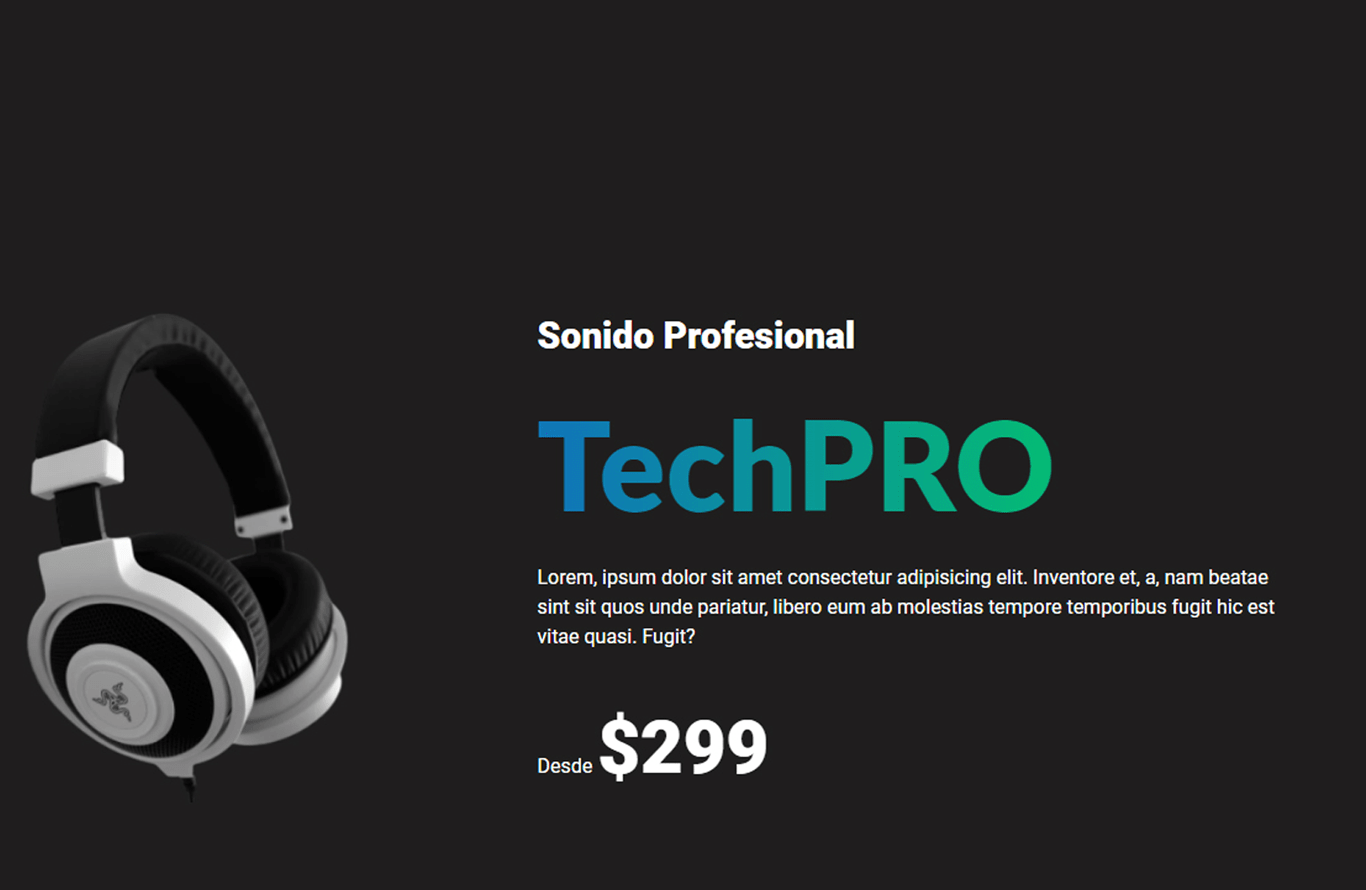 Sonido Profesional
TechPRO
Lorem, ipsum dolor sit amet consectetur adipisicing elit. Inventore et, a, nam beatae
sint sit quos unde pariatur, libero eum ab molestias tempore temporibus fugit hic est
vitae quasi. Fugit?
Desde $299